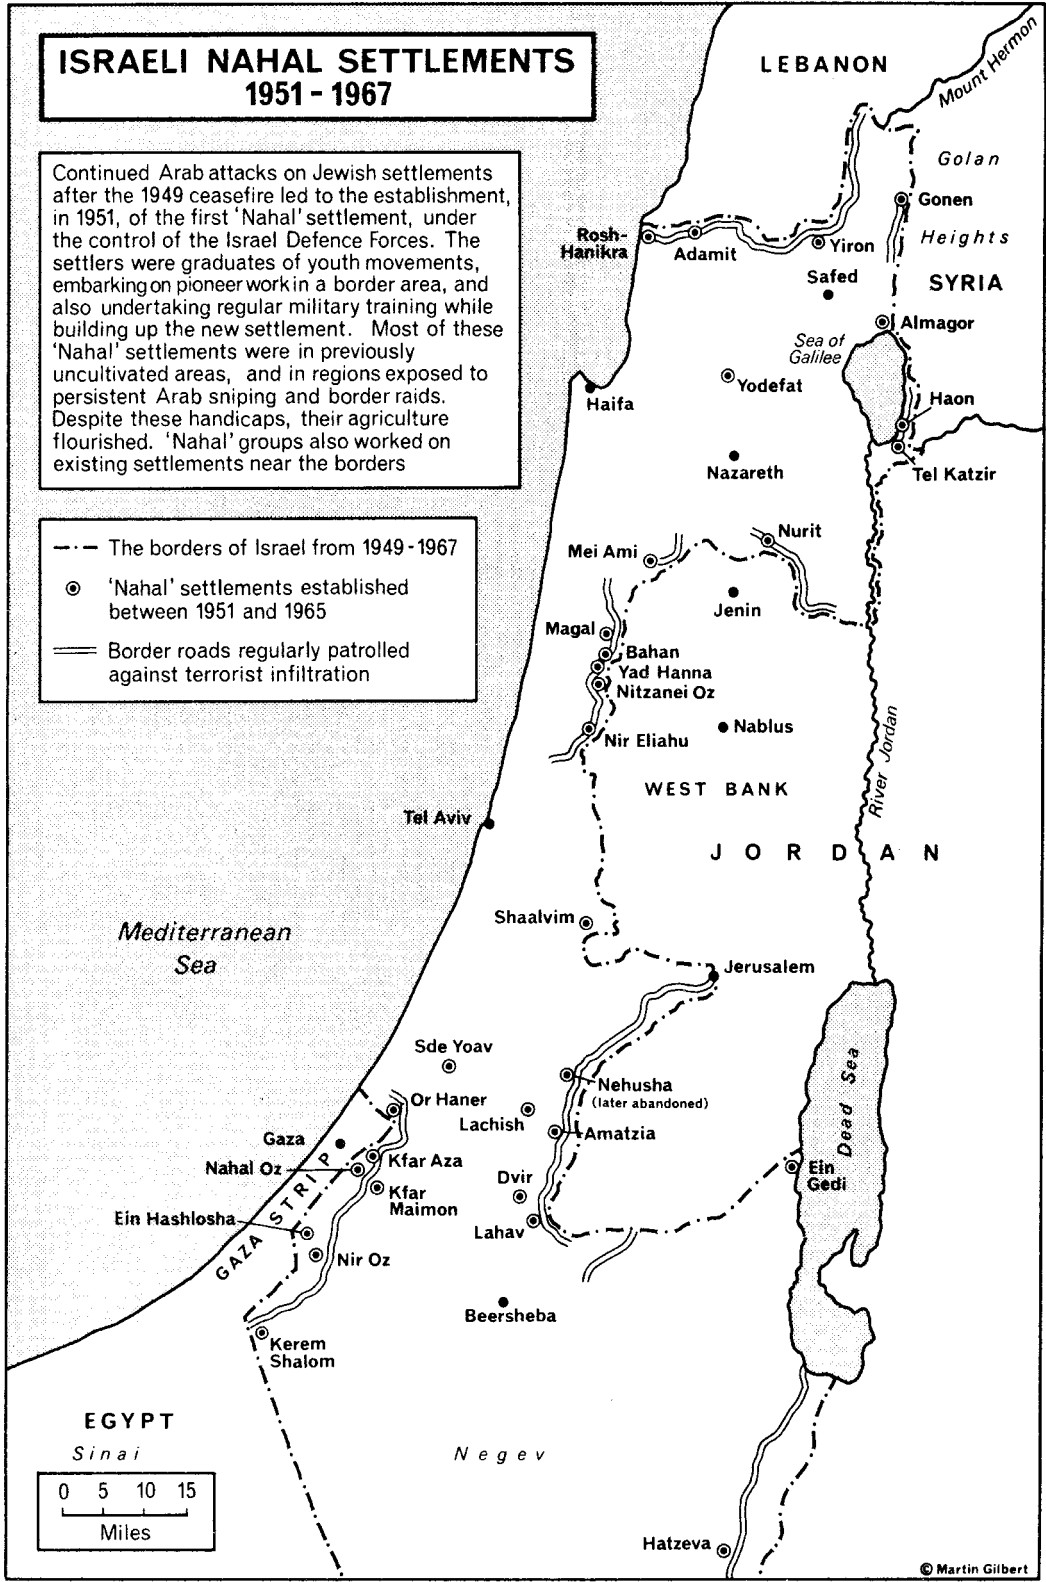 ISRAELI NAHAL SETTLEMENTS
1951 - 1967
Continued Arab attacks on Jewish settlements
after the 1949 ceasefire led to the establishment,
in 1951, of the first 'Nahal' settlement, under
the control of the Israel Defence Forces. The
settlers were graduates of youth movements,
embarking on pioneer work in a border area, and
also undertaking regular military training while
building up the new settlement. Most of these
'Nahal' settlements were in previously
uncultivated areas, and in regions exposed to
persistent Arab sniping and border raids.
Despite these handicaps, their agriculture
flourished. 'Nahal' groups also worked on
existing settlements near the borders
The borders of Israel from 1949-1967
'Nahal' settlements established
between 1951 and 1965
Border roads regularly patrolled
against terrorist infiltration
LEBANON
Mount Hermon
Golan
Heights
Gonen
SYRIA
Rosh-
Hanikra
Adamit
Yiron
Safed
Almagor
Sea of
Galilee
Yodefat
Haifa
Haon
Nazareth
Tel Katzir
Nurit
Mei Ami
Jenin
Magal
Bahan
Yad Hanna
Nitzanei Oz
Nir Eliahu
Nablus
River Jordan
WEST BANK
Tel Aviv
JORDAN
Shaalvim
Mediterranean
Sea
Jerusalem
Sde Yoav
Dead Sea
Nehusha
(later abandoned)
Or Haner
Lachish
Amatzia
Gaza
Nahal Oz
Kfar Aza
Kfar
Maimon
Dvir
Ein
Gedi
GAZA STRIP
Ein Hashlosha
Lahav
Nir Oz
Beersheba
Kerem
Shalom
EGYPT
Sinai
Negev
0 5 10 15
Miles
Hatzeva
© Martin Gilbert